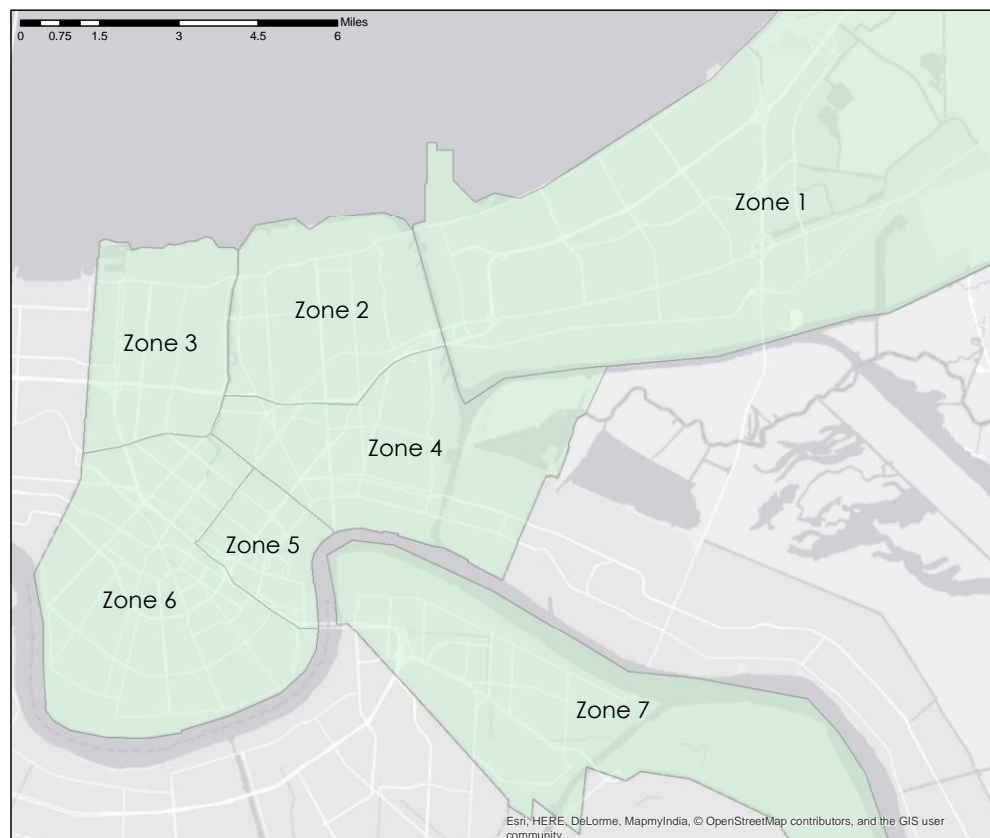 Miles
0 0.75 1.5 3 4.5 6
Zone 1
Zone 2
Zone 3
Zone 4
Zone 5
Zone 6
Zone 7
Esri, HERE, DeLorme, MapmyIndia, © OpenStreetMap contributors, and the GIS user
community